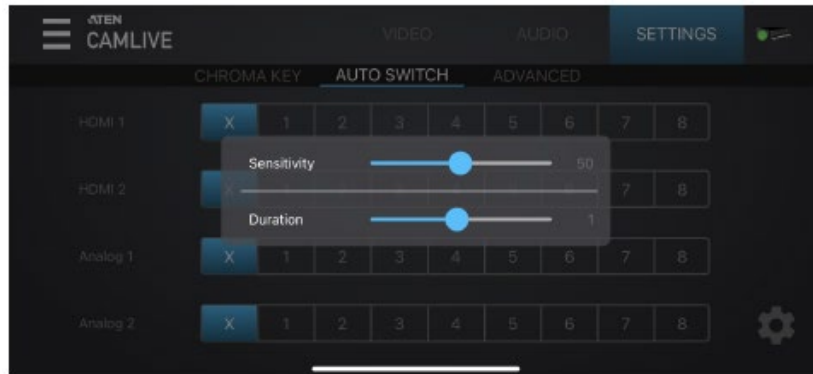 ATEN
CAMLIVE
VIDEO
AUDIO
SETTINGS
CHROMA KEY
AUTO SWITCH
ADVANCED
HDMI 1
X 1 2 3 4 5 6 7 8
Sensitivity 50
HDMI 2
7 8
Duration 1
Analog 1
X 1 2 3 4 5 6 7 8
Analog 2
X 1 2 3 4 5 6 7 8